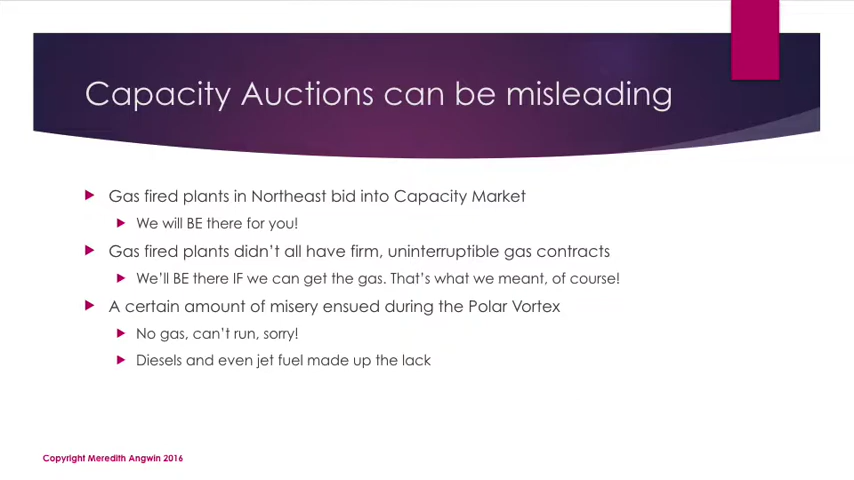 Capacity Auctions can be misleading
Gas fired plants in Northeast bid into Capacity Market
We will BE there for you!
Gas fired plants didn't all have firm, uninterruptible gas contracts
We'll BE there IF we can get the gas. That's what we meant, of course!
A certain amount of misery ensued during the Polar Vortex
No gas, can't run, sorry!
Diesels and even jet fuel made up the lack
Copyright Meredith Angwin 2016